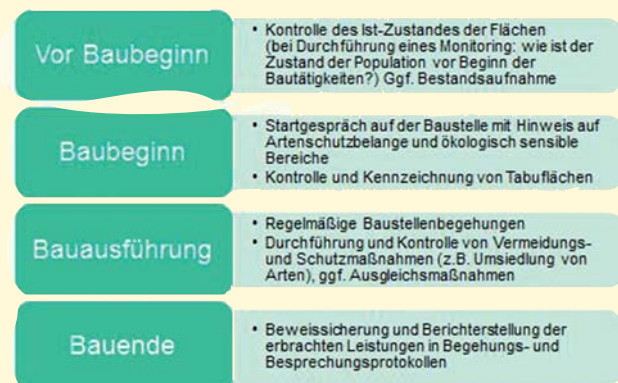 Vor Baubeginn
• Kontrolle des Ist-Zustandes der Flächen
(bei Durchführung eines Monitoring: wie ist der
Zustand der Population vor Beginn der
Bautätigkeiten?) Ggf. Bestandsaufnahme
Baubeginn
• Startgespräch auf der Baustelle mit Hinweis auf
Artenschutzbelange und ökologisch sensible
Bereiche
• Kontrolle und Kennzeichnung von Tabuflächen
Bauausführung
• Regelmäßige Baustellenbegehungen
• Durchführung und Kontrolle von Vermeidungs-
und Schutzmaßnahmen (z.B. Umsiedlung von
Arten), ggf. Ausgleichsmaßnahmen
Bauende
• Beweissicherung und Berichterstellung der
erbrachten Leistungen in Begehungs- und
Besprechungsprotokollen